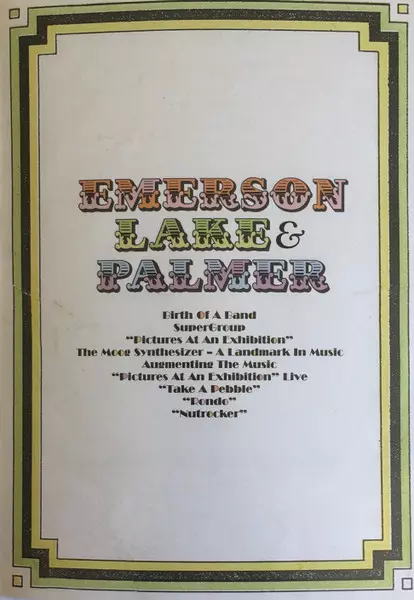 EMERSON
LAKE &
PALMER
Birth Of A Band
SuperGroup
“Pictures At An Exhibition”
The Moog Synthesizer – A Landmark In Music
Augmenting The Music
“Pictures At An Exhibition” Live
“Take A Pebble”
“Rondo”
“Nutrocker”